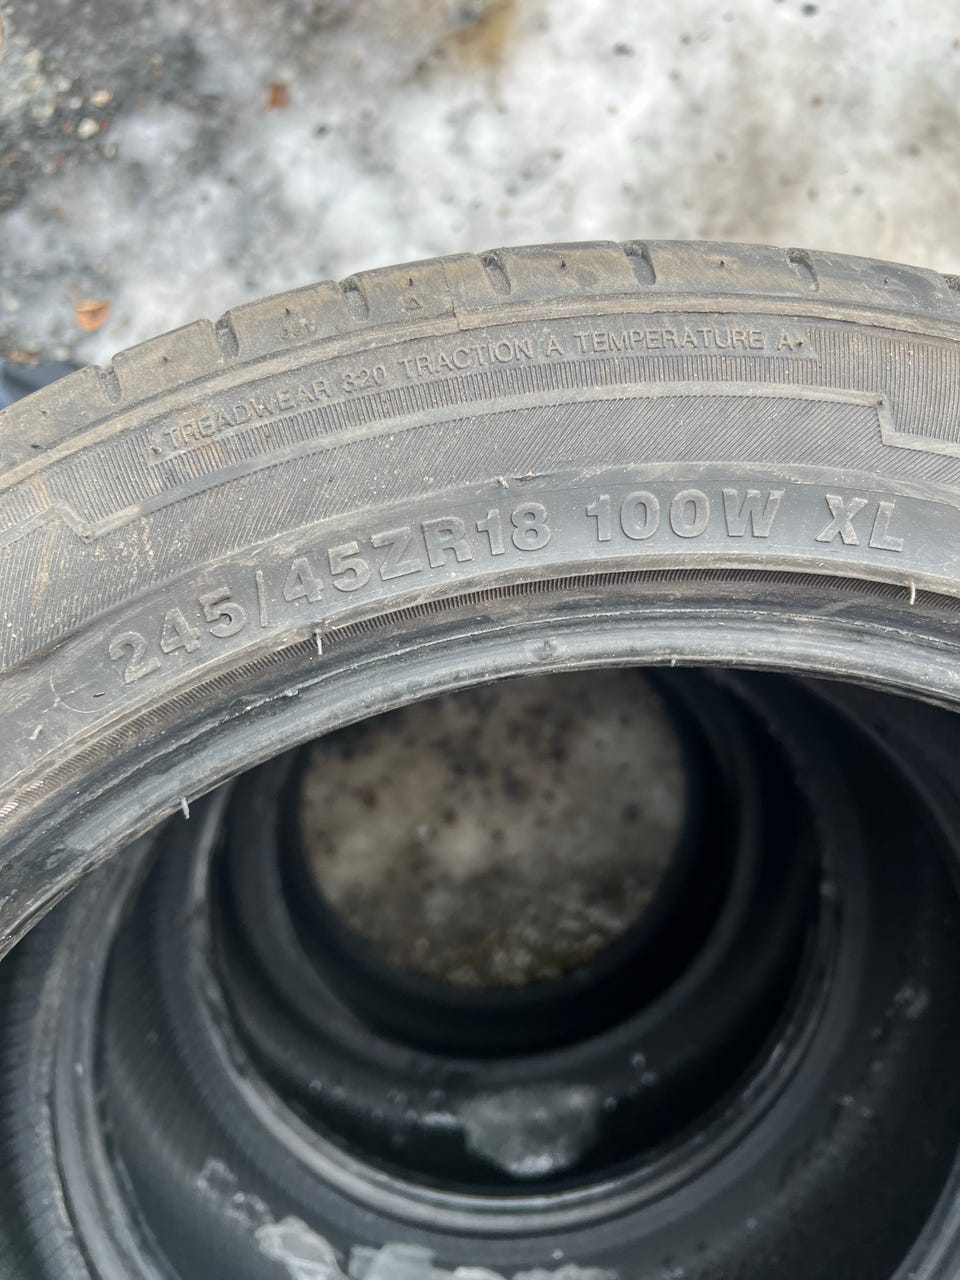 TREADWEAR 320 TRACTION A TEMPERATURE A
245/45ZR18 100W XL